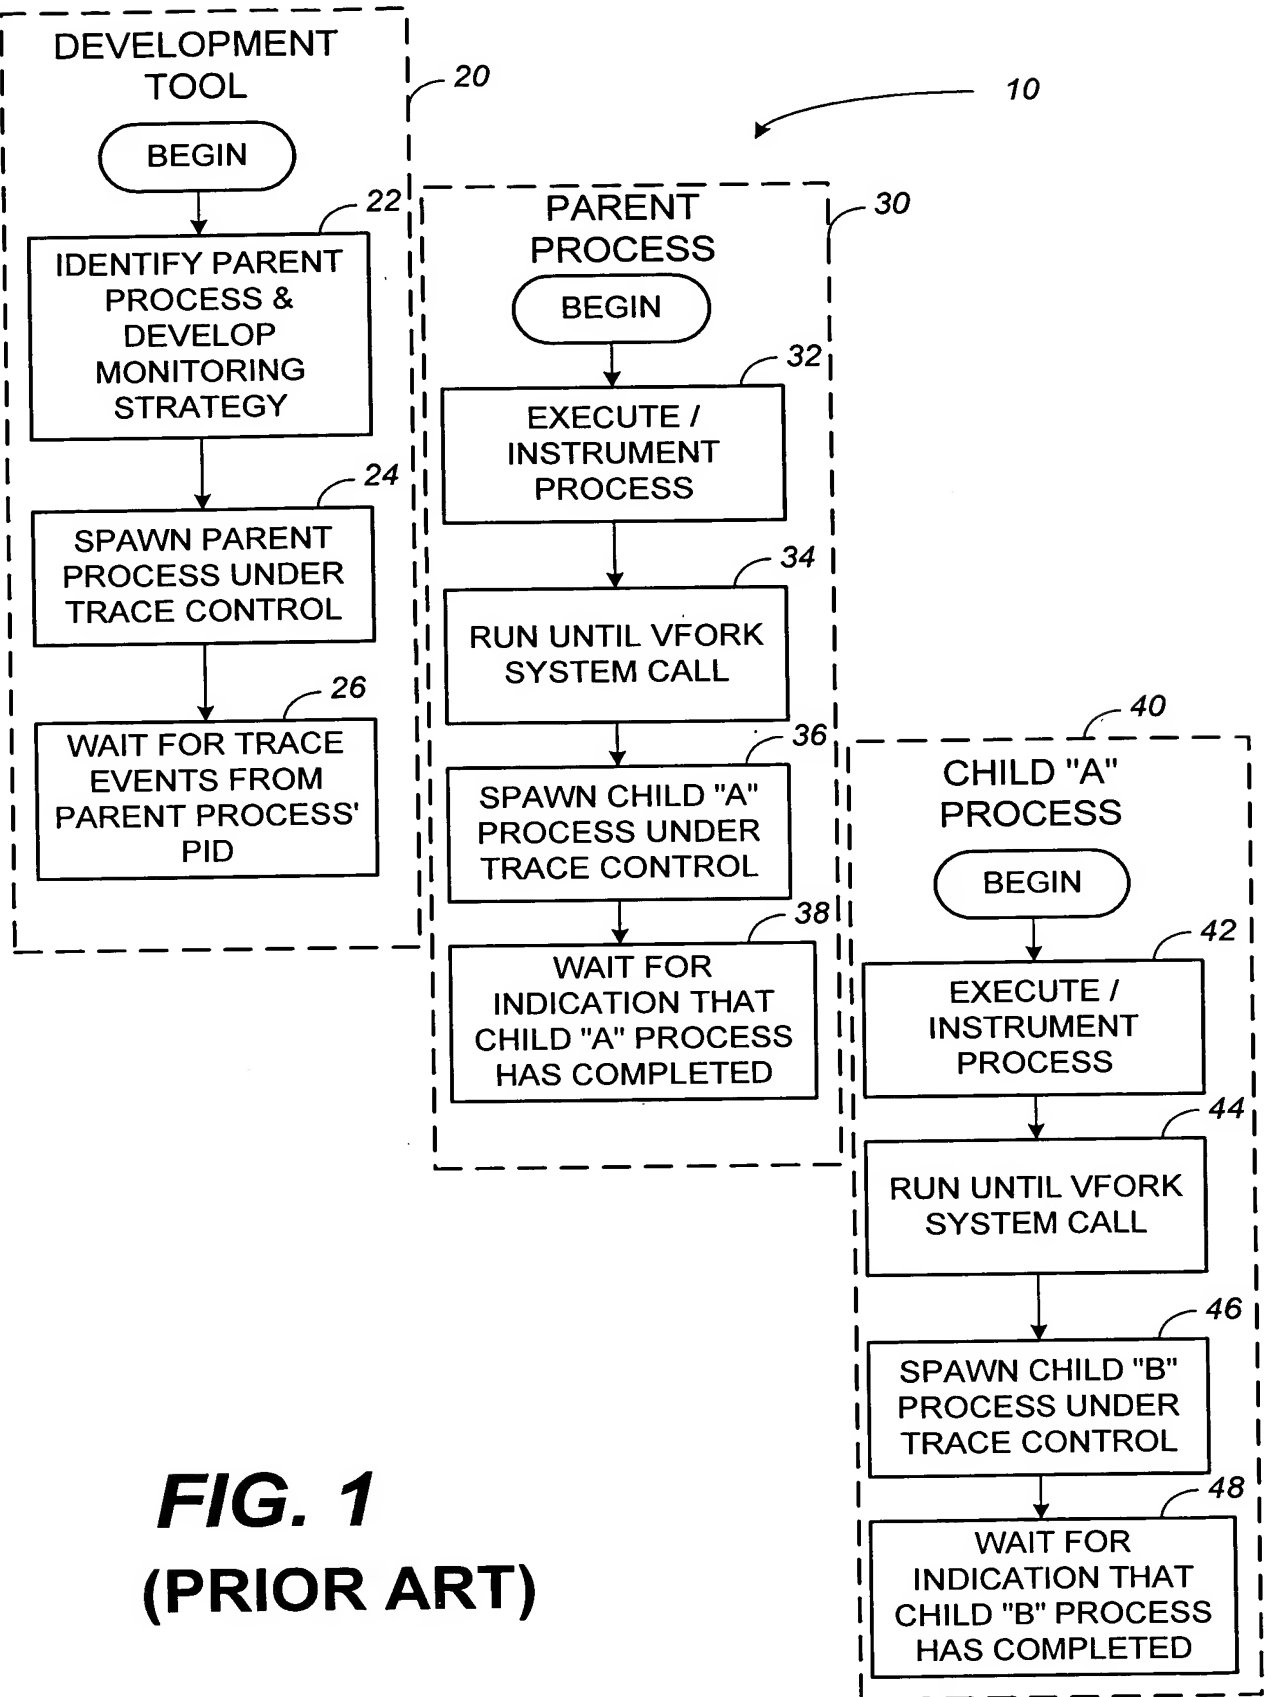 DEVELOPMENT
TOOL
20
BEGIN
22
IDENTIFY PARENT
PROCESS &
DEVELOP
MONITORING
STRATEGY
24
SPAWN PARENT
PROCESS UNDER
TRACE CONTROL
26
WAIT FOR TRACE
EVENTS FROM
PARENT PROCESS'
PID
10
PARENT
PROCESS
30
BEGIN
32
EXECUTE /
INSTRUMENT
PROCESS
34
RUN UNTIL VFORK
SYSTEM CALL
36
SPAWN CHILD "A"
PROCESS UNDER
TRACE CONTROL
38
WAIT FOR
INDICATION THAT
CHILD "A" PROCESS
HAS COMPLETED
40
CHILD "A"
PROCESS
BEGIN
42
EXECUTE /
INSTRUMENT
PROCESS
44
RUN UNTIL VFORK
SYSTEM CALL
46
SPAWN CHILD "B"
PROCESS UNDER
TRACE CONTROL
48
WAIT FOR
INDICATION THAT
CHILD "B" PROCESS
HAS COMPLETED
FIG. 1
(PRIOR ART)